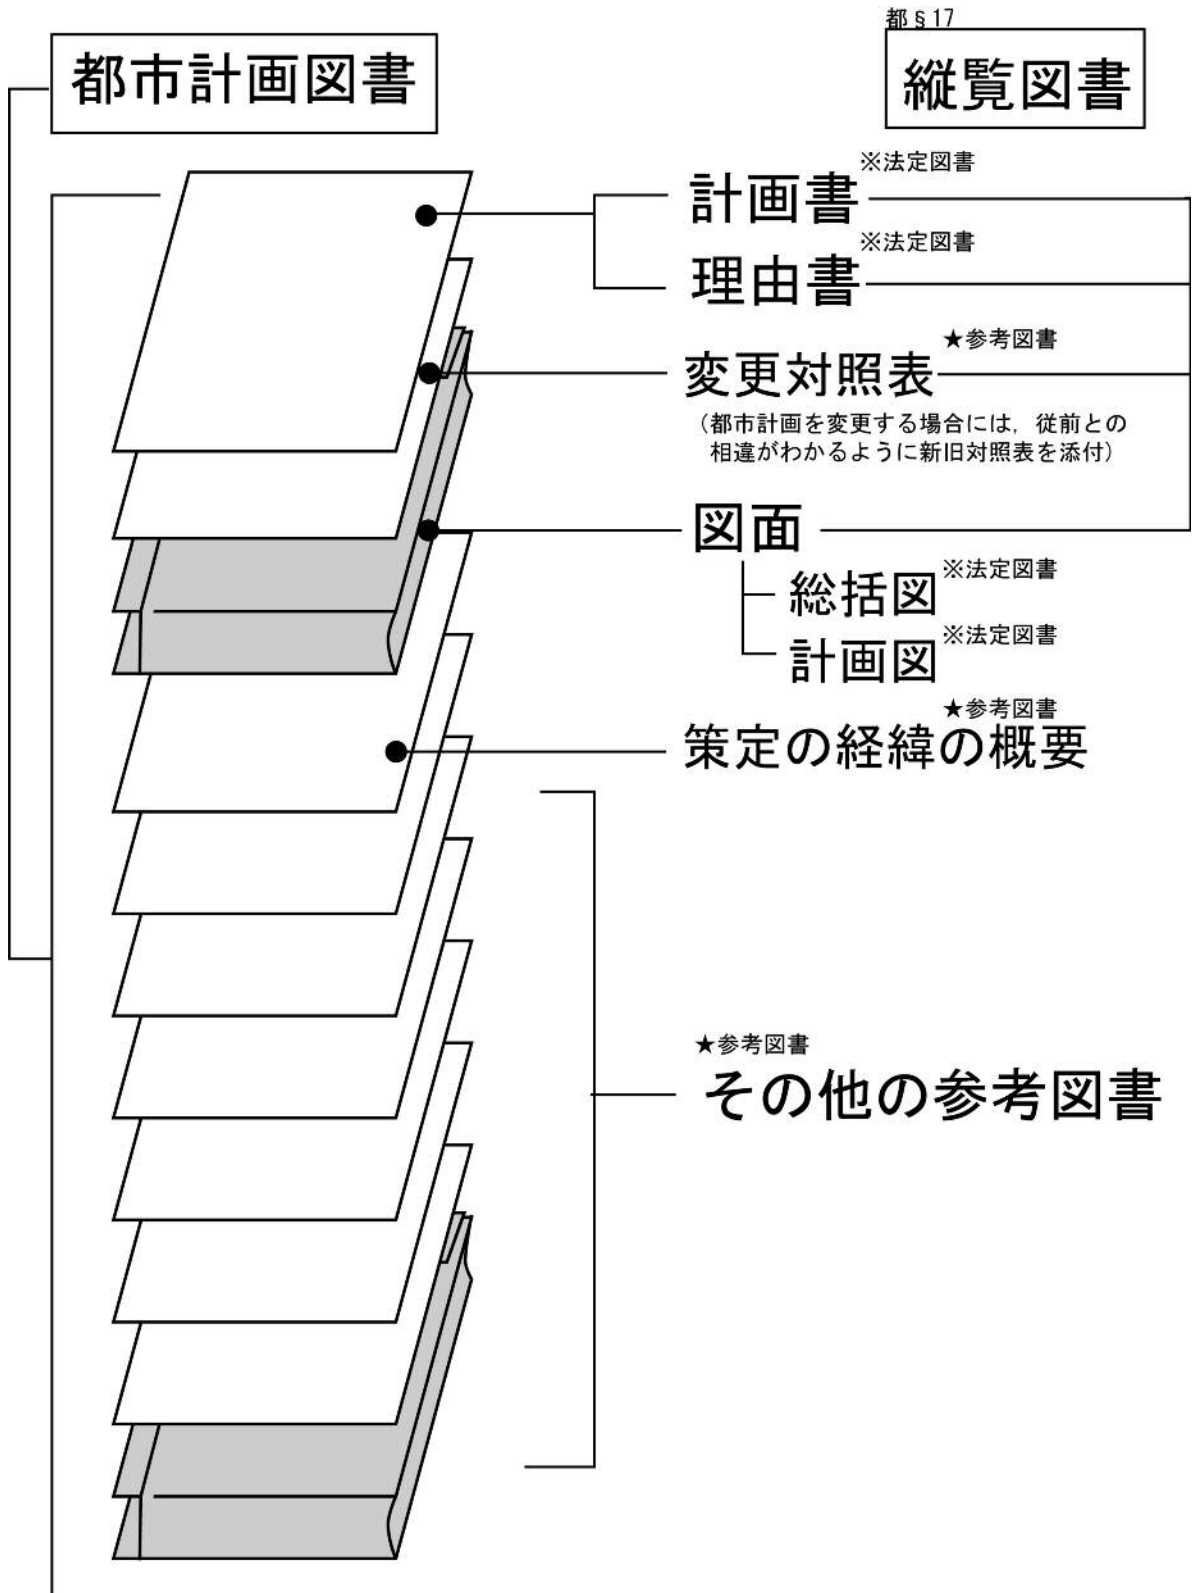 都§17
都市計画図書
縦覧図書
※法定図書
計画書
※法定図書
理由書
★参考図書
変更対照表
（都市計画を変更する場合には，従前との
相違がわかるように新旧対照表を添付）
図面
※法定図書
総括図
※法定図書
計画図
★参考図書
策定の経緯の概要
★参考図書
その他の参考図書